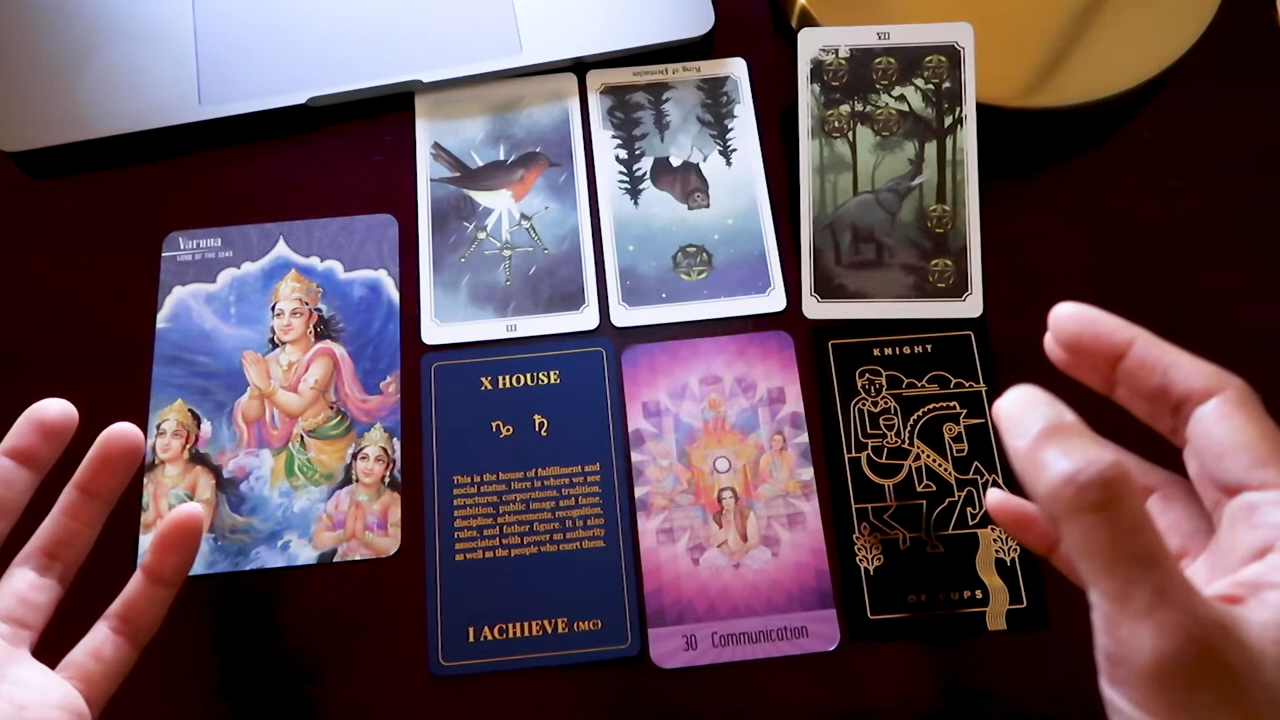 VII
King of Pentacles
Varuna
LORD OF THE SEAS
III
X HOUSE
♑ ♄
This is the house of fulfillment and
social status. Here is where we see
structures, corporations, tradition,
ambition, public image and fame,
discipline, achievements, recognition,
rules, and father figure. It is also
associated with power an authority
as well as the people who exert them.
I ACHIEVE (MC)
30 Communication
KNIGHT
OF CUPS